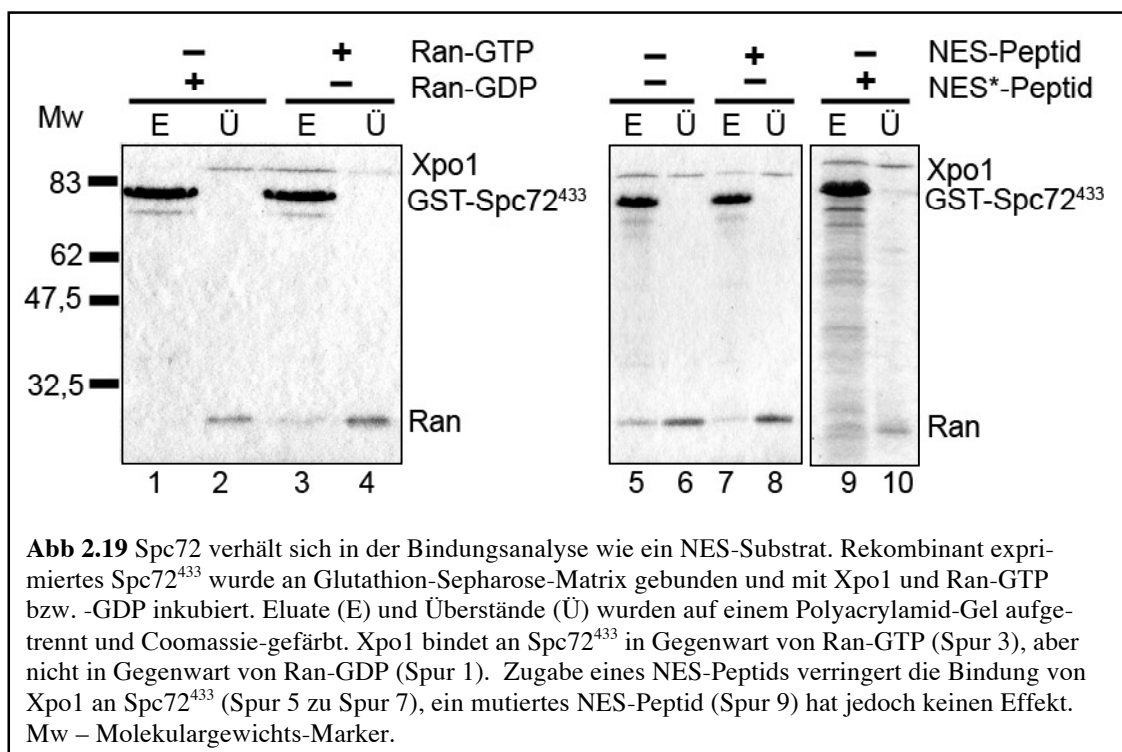 – + Ran-GTP
+ – Ran-GDP
Mw E Ü E Ü
83
62
47,5
32,5
Xpo1
GST-Spc72⁴³³
Ran
1 2 3 4
– + – NES-Peptid
– – + NES*-Peptid
E Ü E Ü E Ü
Xpo1
GST-Spc72⁴³³
Ran
5 6 7 8 9 10
Abb 2.19 Spc72 verhält sich in der Bindungsanalyse wie ein NES-Substrat. Rekombinant expri-
miertes Spc72⁴³³ wurde an Glutathion-Sepharose-Matrix gebunden und mit Xpo1 und Ran-GTP
bzw. -GDP inkubiert. Eluate (E) und Überstände (Ü) wurden auf einem Polyacrylamid-Gel aufge-
trennt und Coomassie-gefärbt. Xpo1 bindet an Spc72⁴³³ in Gegenwart von Ran-GTP (Spur 3), aber
nicht in Gegenwart von Ran-GDP (Spur 1). Zugabe eines NES-Peptids verringert die Bindung von
Xpo1 an Spc72⁴³³ (Spur 5 zu Spur 7), ein mutiertes NES-Peptid (Spur 9) hat jedoch keinen Effekt.
Mw – Molekulargewichts-Marker.